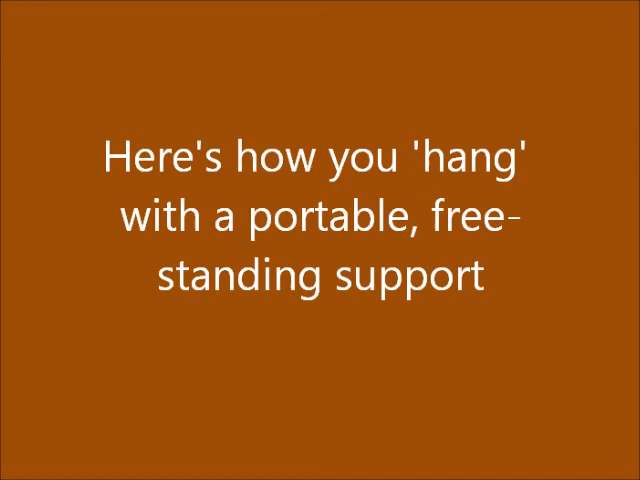 Here's how you 'hang'
with a portable, free-
standing support